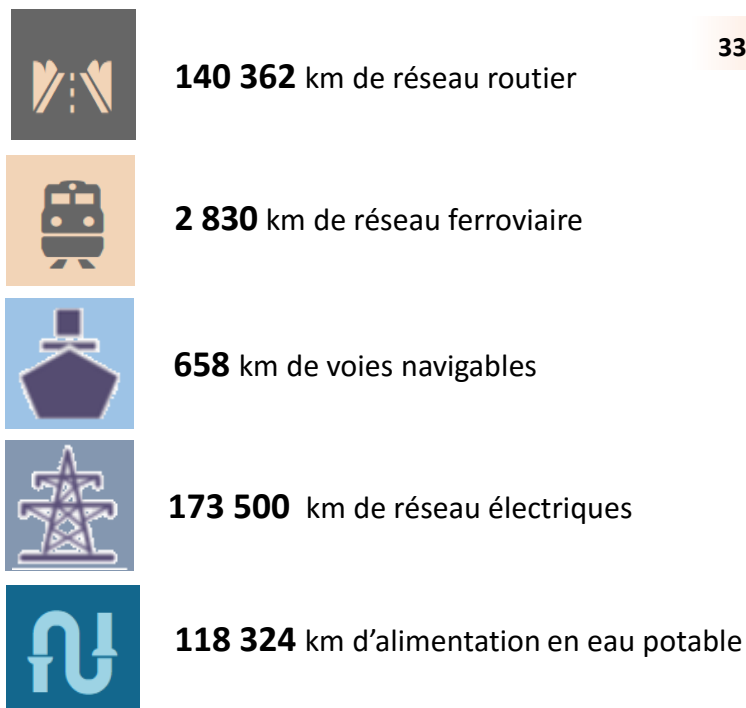 33
140 362 km de réseau routier
2 830 km de réseau ferroviaire
658 km de voies navigables
173 500 km de réseau électriques
118 324 km d’alimentation en eau potable